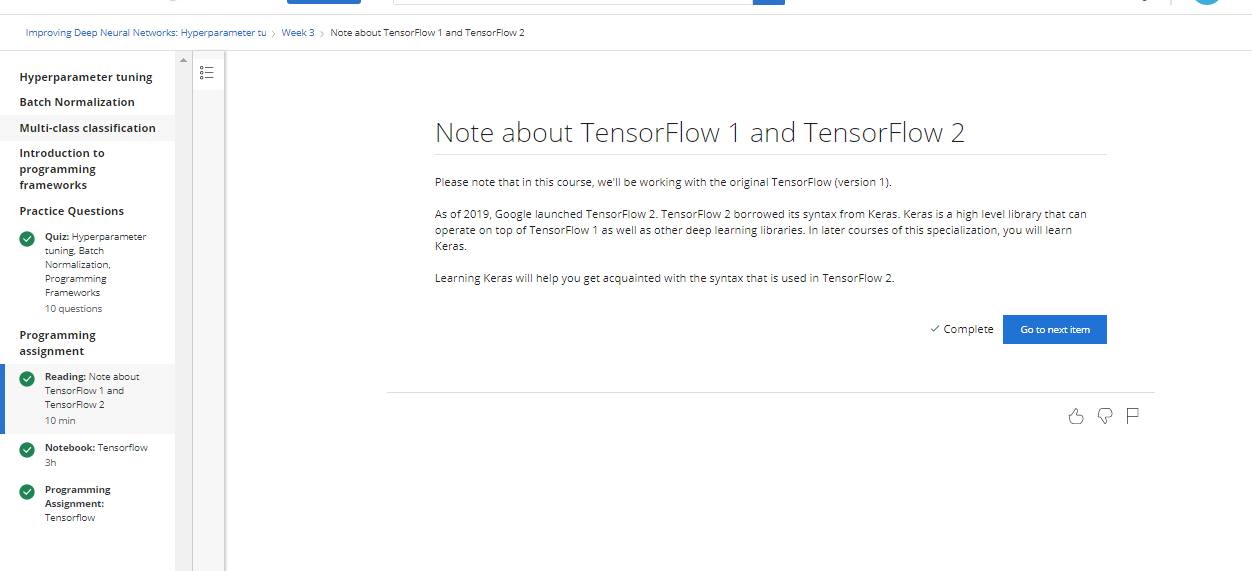 Improving Deep Neural Networks: Hyperparameter tu > Week 3 > Note about TensorFlow 1 and TensorFlow 2
Hyperparameter tuning
Batch Normalization
Multi-class classification
Introduction to
programming
frameworks
Practice Questions
Quiz: Hyperparameter
tuning, Batch
Normalization,
Programming
Frameworks
10 questions
Programming
assignment
Reading: Note about
TensorFlow 1 and
TensorFlow 2
10 min
Notebook: Tensorflow
3h
Programming
Assignment:
Tensorflow
Note about TensorFlow 1 and TensorFlow 2
Please note that in this course, we'll be working with the original TensorFlow (version 1).
As of 2019, Google launched TensorFlow 2. TensorFlow 2 borrowed its syntax from Keras. Keras is a high level library that can
operate on top of TensorFlow 1 as well as other deep learning libraries. In later courses of this specialization, you will learn
Keras.
Learning Keras will help you get acquainted with the syntax that is used in TensorFlow 2.
Complete
Go to next item